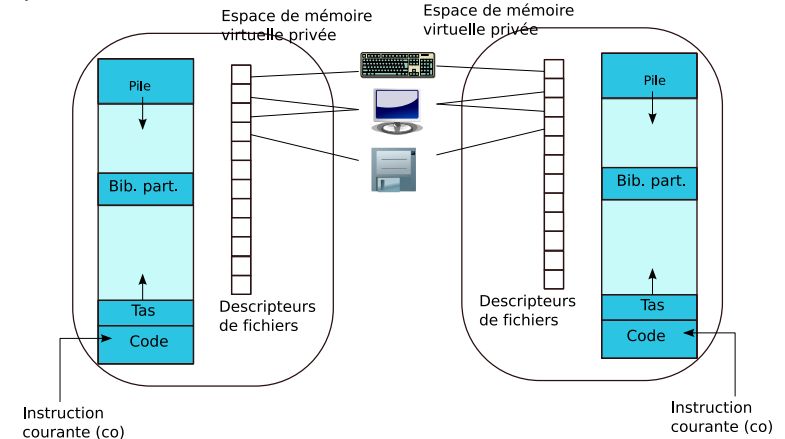 Espace de mémoire
virtuelle privée
Pile
Bib. part.
Tas
Code
Descripteurs
de fichiers
Instruction
courante (co)
Espace de mémoire
virtuelle privée
Pile
Bib. part.
Tas
Code
Descripteurs
de fichiers
Instruction
courante (co)